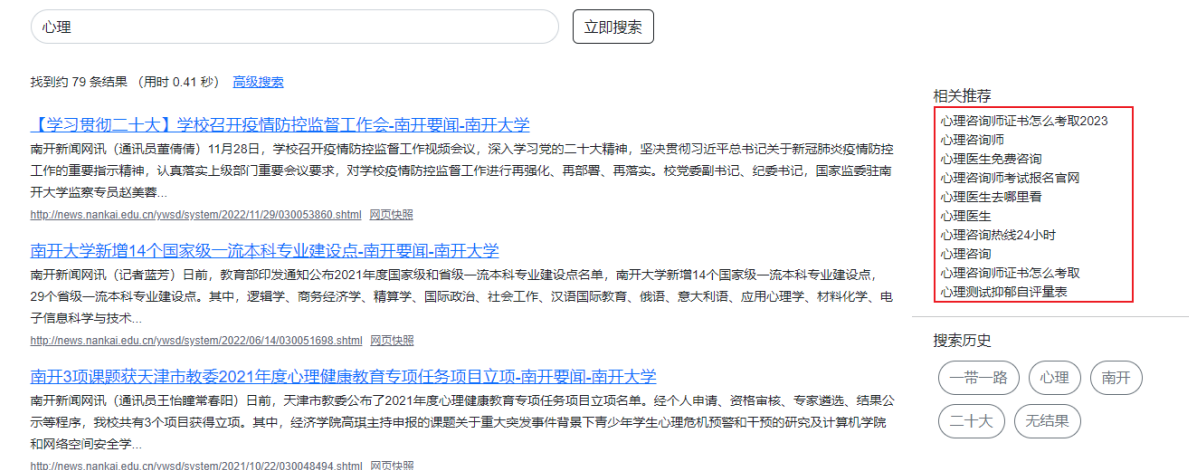 心理
立即搜索
找到约 79 条结果 （用时 0.41 秒） 高级搜索
【学习贯彻二十大】学校召开疫情防控监督工作会-南开要闻-南开大学
南开新闻网讯（通讯员董倩倩）11月28日，学校召开疫情防控监督工作视频会议，深入学习党的二十大精神，坚决贯彻习近平总书记关于新冠肺炎疫情防控
工作的重要指示精神，认真落实上级部门重要会议要求，对学校疫情防控监督工作进行再强化、再部署、再落实。校党委副书记、纪委书记，国家监委驻南
开大学监察专员赵美蓉...
http://news.nankai.edu.cn/ywsd/system/2022/11/29/030053860.shtml 网页快照
南开大学新增14个国家级一流本科专业建设点-南开要闻-南开大学
南开新闻网讯（记者蓝芳）日前，教育部印发通知公布2021年度国家级和省级一流本科专业建设点名单，南开大学新增14个国家级一流本科专业建设点，
29个省级一流本科专业建设点。其中，逻辑学、商务经济学、精算学、国际政治、社会工作、汉语国际教育、俄语、意大利语、应用心理学、材料化学、电
子信息科学与技术...
http://news.nankai.edu.cn/ywsd/system/2022/06/14/030051698.shtml 网页快照
南开3项课题获天津市教委2021年度心理健康教育专项任务项目立项-南开要闻-南开大学
南开新闻网讯（通讯员王怡瞳常春阳）日前，天津市教委公布了2021年度心理健康教育专项任务项目立项名单。经个人申请、资格审核、专家遴选、结果公
示等程序，我校共有3个项目获得立项。其中，经济学院高琪主持申报的课题关于重大突发事件背景下青少年学生心理危机预警和干预的研究及计算机学院
和网络空间安全学...
http://news.nankai.edu.cn/ywsd/system/2021/10/22/030048494.shtml 网页快照
相关推荐
心理咨询师证书怎么考取2023
心理咨询师
心理医生免费咨询
心理咨询师考试报名官网
心理医生去哪里看
心理医生
心理咨询热线24小时
心理咨询
心理咨询师证书怎么考取
心理测试抑郁自评量表
搜索历史
一带一路
心理
南开
二十大
无结果